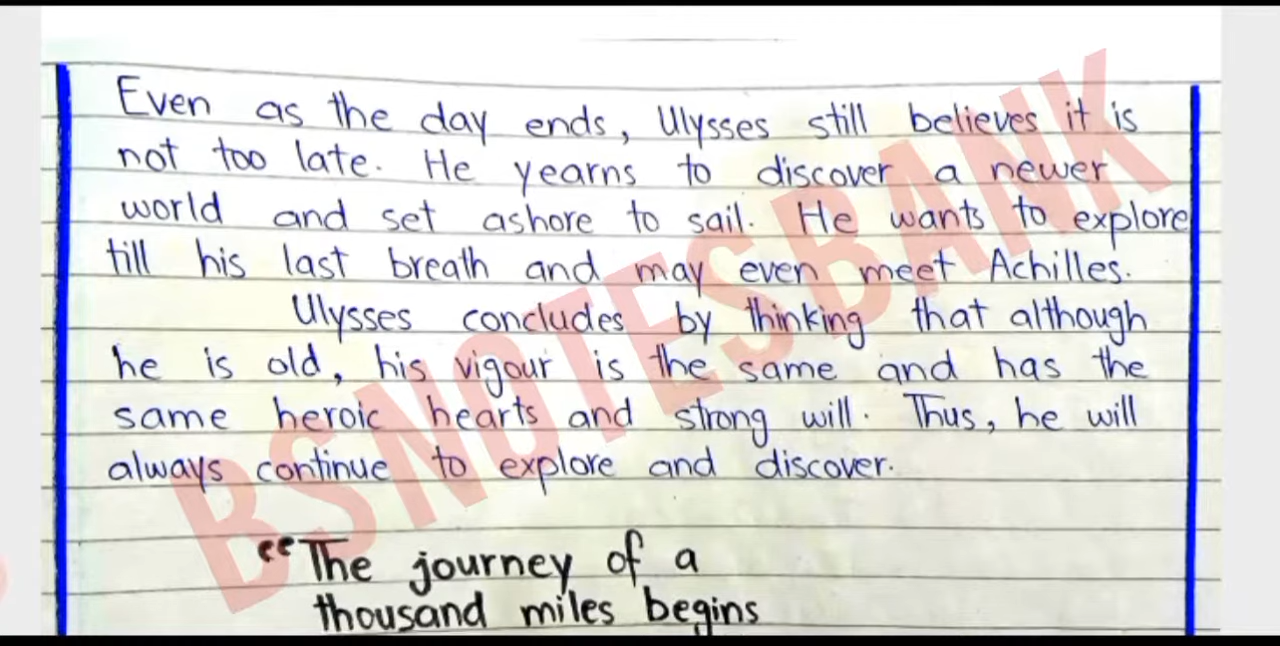 Even as the day ends, Ulysses still believes it is
not too late. He yearns to discover a newer
world and set ashore to sail. He wants to explore
till his last breath and may even meet Achilles.
Ulysses concludes by thinking that although
he is old, his vigour is the same and has the
same heroic hearts and strong will. Thus, he will
always continue to explore and discover.
"The journey of a
thousand miles begins
BSNOTESBANK